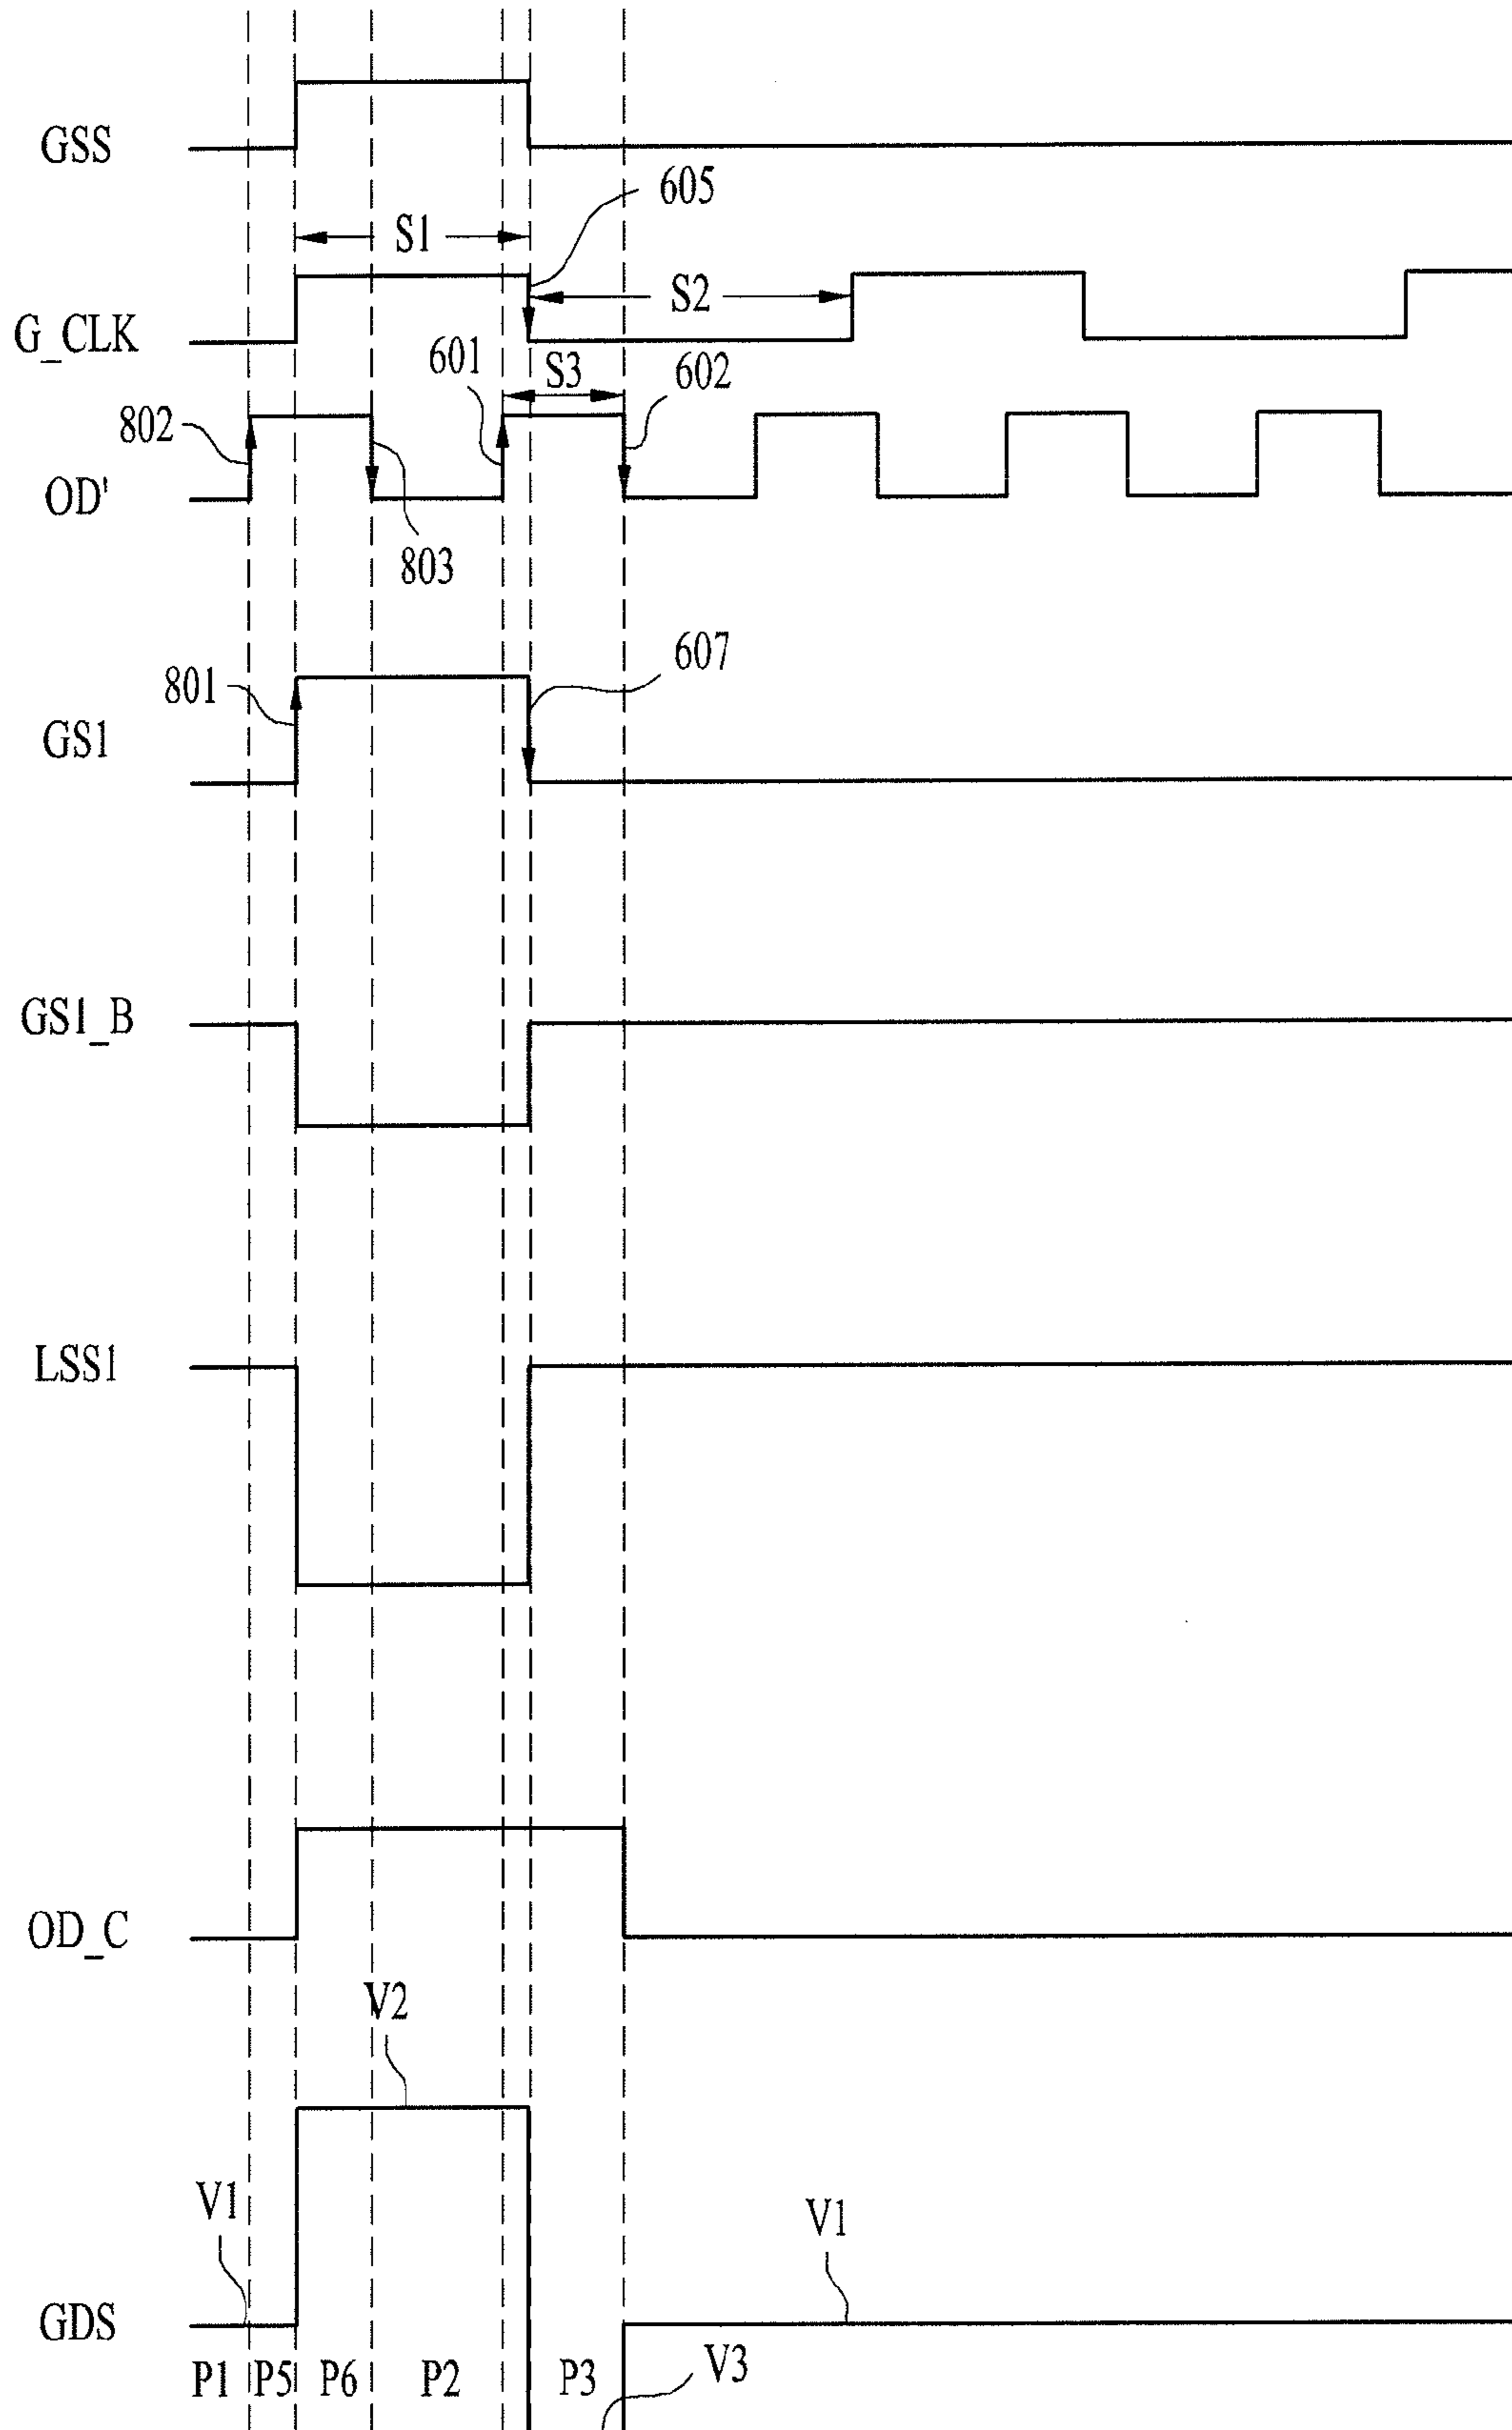 GSS
605
S1
S2
G_CLK
601
S3
602
802
OD'
803
607
801
GS1
GS1_B
LSS1
OD_C
V2
V1
V1
GDS
P1 P5 P6 P2 P3 V3